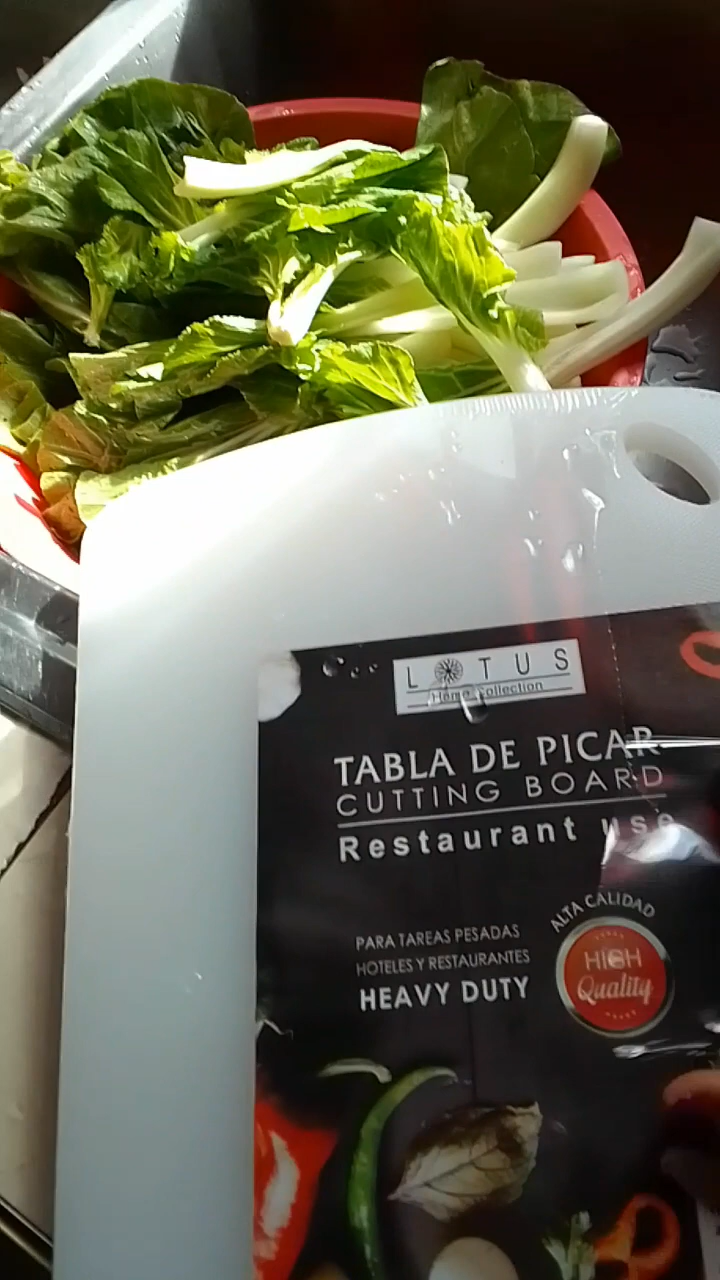 LOTUS
Home Collection
TABLA DE PICAR
CUTTING BOARD
Restaurant use
ALTA CALIDAD
PARA TAREAS PESADAS
HOTELES Y RESTAURANTES
HEAVY DUTY
HIGH
Quality